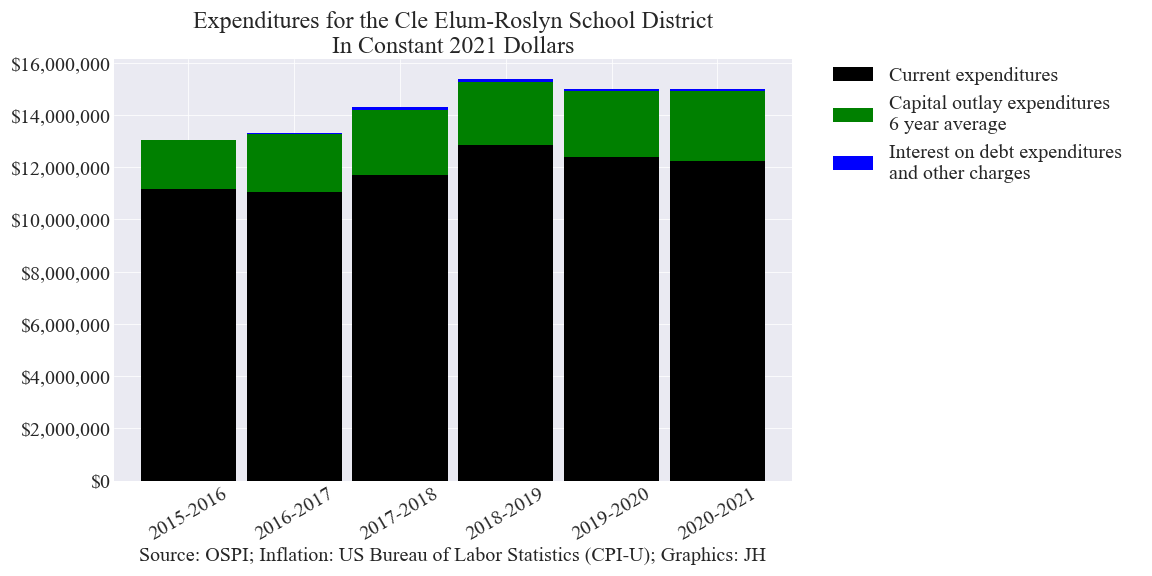 Expenditures for the Cle Elum-Roslyn School District
In Constant 2021 Dollars
$16,000,000
$14,000,000
$12,000,000
$10,000,000
$8,000,000
$6,000,000
$4,000,000
$2,000,000
$0
2015-2016
2016-2017
2017-2018
2018-2019
2019-2020
2020-2021
Source: OSPI; Inflation: US Bureau of Labor Statistics (CPI-U); Graphics: JH
Current expenditures
Capital outlay expenditures
6 year average
Interest on debt expenditures
and other charges